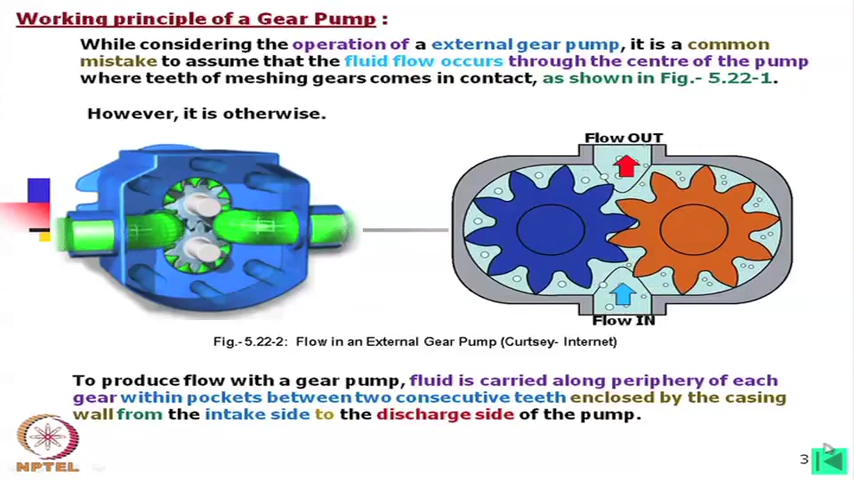 Working principle of a Gear Pump :
While considering the operation of a external gear pump, it is a common
mistake to assume that the fluid flow occurs through the centre of the pump
where teeth of meshing gears comes in contact, as shown in Fig.- 5.22-1.
However, it is otherwise.
Flow OUT
Flow IN
Fig.- 5.22-2: Flow in an External Gear Pump (Curtsey- Internet)
To produce flow with a gear pump, fluid is carried along periphery of each
gear within pockets between two consecutive teeth enclosed by the casing
wall from the intake side to the discharge side of the pump.
NPTEL
3